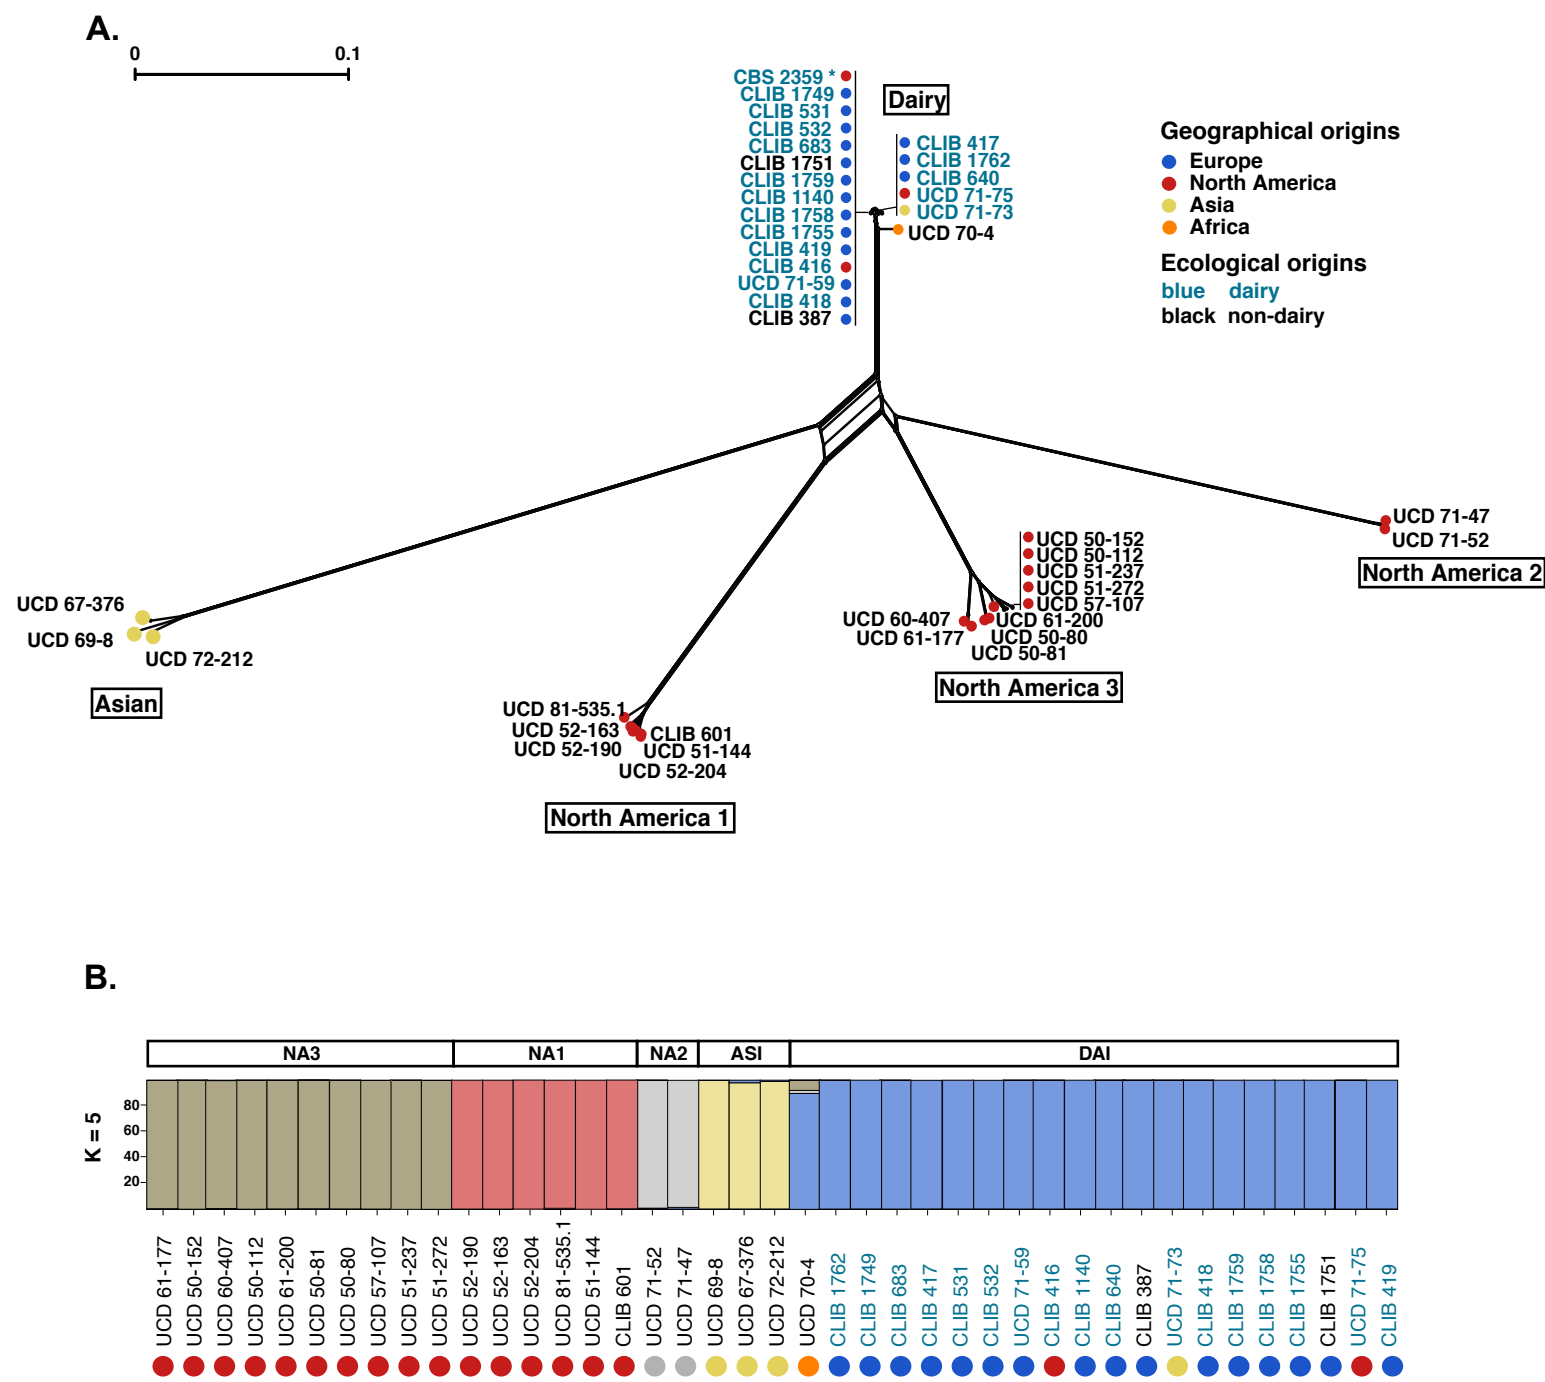 A.
0 0.1
CBS 2359 *
CLIB 1749
CLIB 531
CLIB 532
CLIB 683
CLIB 1751
CLIB 1759
CLIB 1140
CLIB 1758
CLIB 1755
CLIB 419
CLIB 416
UCD 71-59
CLIB 418
CLIB 387
Dairy
CLIB 417
CLIB 1762
CLIB 640
UCD 71-75
UCD 71-73
UCD 70-4
Geographical origins
Europe
North America
Asia
Africa
Ecological origins
blue dairy
black non-dairy
UCD 71-47
UCD 71-52
North America 2
UCD 50-152
UCD 50-112
UCD 51-237
UCD 51-272
UCD 57-107
UCD 60-407
UCD 61-200
UCD 61-177
UCD 50-80
UCD 50-81
North America 3
UCD 67-376
UCD 69-8
UCD 72-212
Asian
UCD 81-535.1
UCD 52-163
CLIB 601
UCD 52-190
UCD 51-144
UCD 52-204
North America 1
B.
NA3 NA1 NA2 ASI DAI
K = 5
80
60
40
20
UCD 61-177
UCD 50-152
UCD 60-407
UCD 50-112
UCD 61-200
UCD 50-81
UCD 50-80
UCD 57-107
UCD 51-237
UCD 51-272
UCD 52-190
UCD 52-163
UCD 52-204
UCD 81-535.1
UCD 51-144
CLIB 601
UCD 71-52
UCD 71-47
UCD 69-8
UCD 67-376
UCD 72-212
UCD 70-4
CLIB 1762
CLIB 1749
CLIB 683
CLIB 417
CLIB 531
CLIB 532
UCD 71-59
CLIB 416
CLIB 1140
CLIB 640
CLIB 387
UCD 71-73
CLIB 418
CLIB 1759
CLIB 1758
CLIB 1755
CLIB 1751
UCD 71-75
CLIB 419